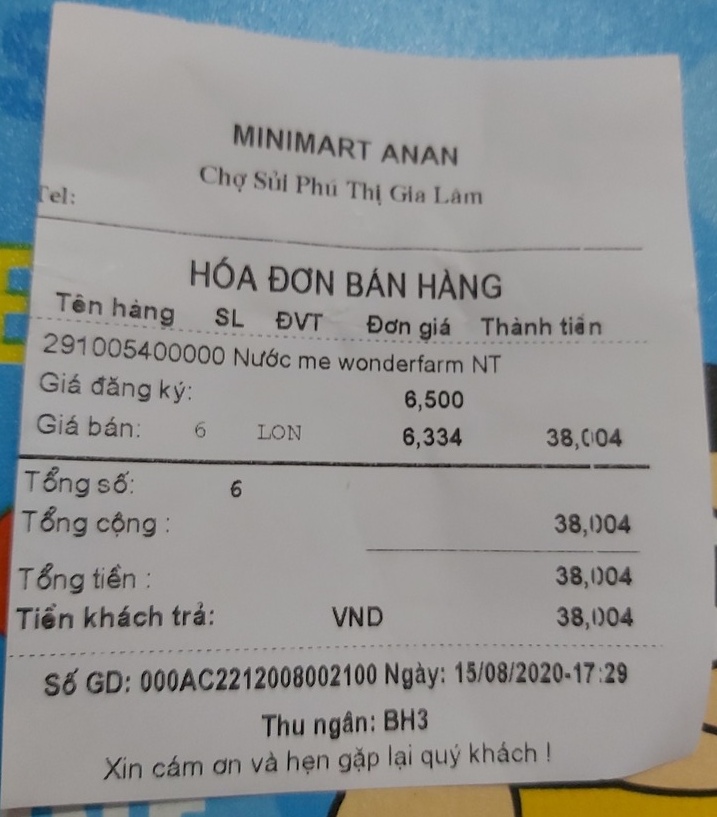 MINIMART ANAN
Chợ Sủi Phú Thị Gia Lâm
Tel:
HÓA ĐƠN BÁN HÀNG
Tên hàng SL ĐVT Đơn giá Thành tiền
291005400000 Nước me wonderfarm NT
Giá đăng ký: 6,500
Giá bán: 6 LON 6,334 38,004
Tổng số: 6
Tổng cộng : 38,004
Tổng tiền : 38,004
Tiền khách trả: VND 38,004
Số GD: 000AC2212008002100 Ngày: 15/08/2020-17:29
Thu ngân: BH3
Xin cám ơn và hẹn gặp lại quý khách !